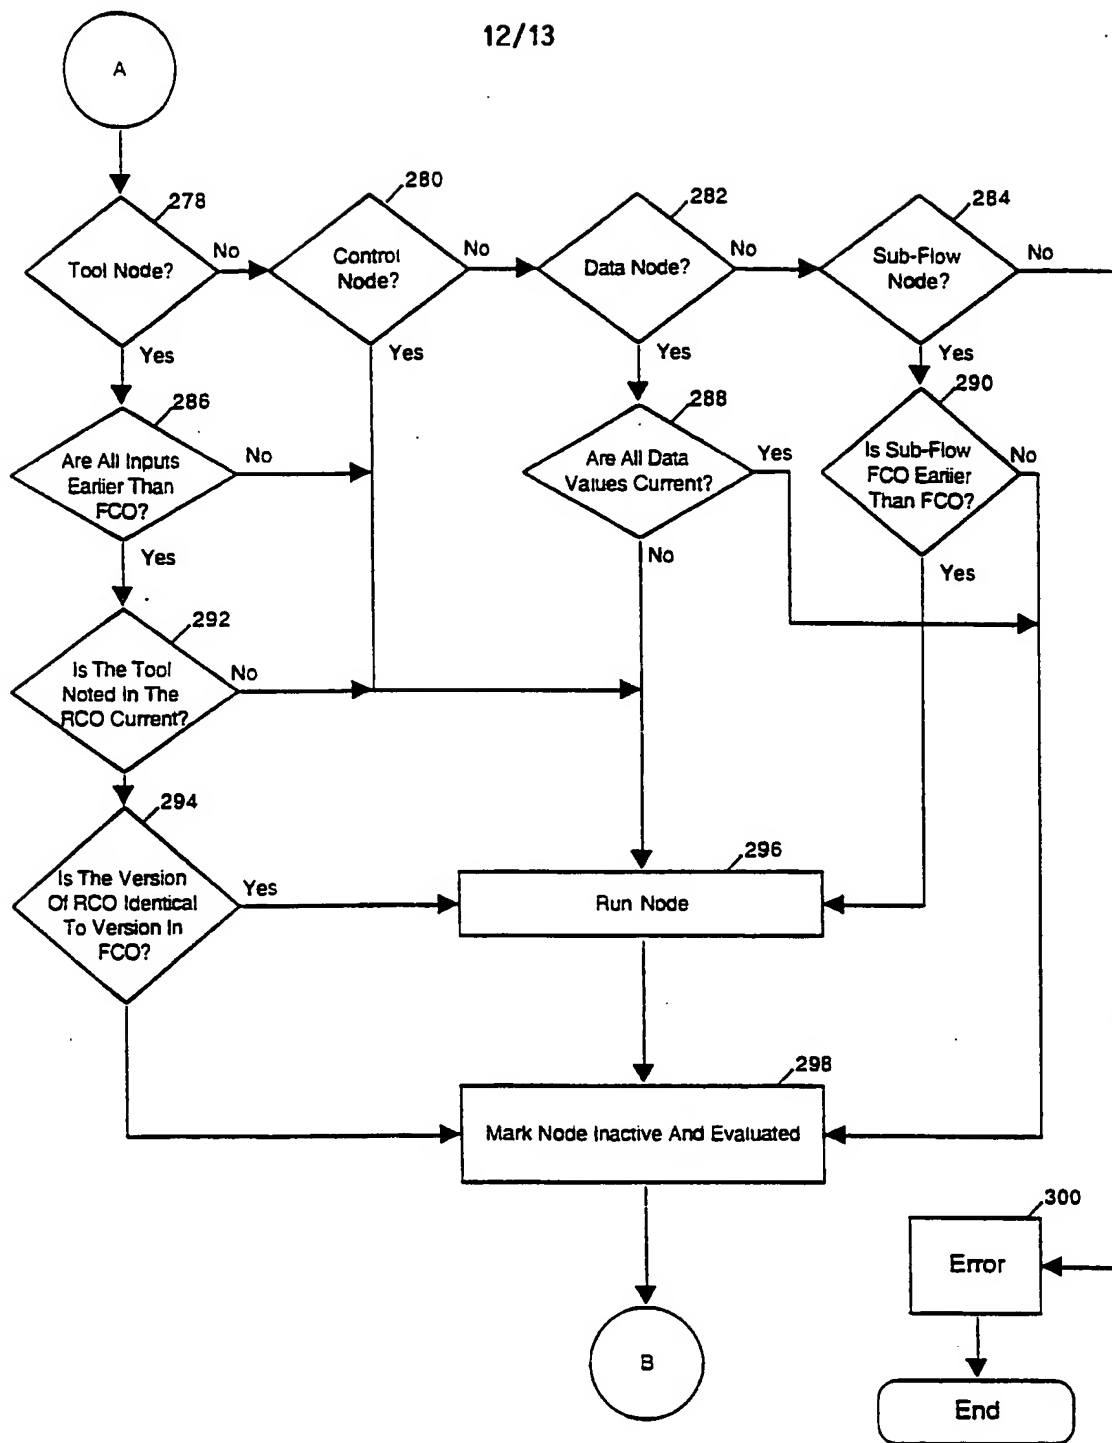 12/13
A
278
280
282
284
Tool Node?
No
Control
Node?
No
Data Node?
No
Sub-Flow
Node?
No
Yes
Yes
Yes
Yes
286
288
290
Are All Inputs
Earlier Than
FCO?
No
Are All Data
Values Current?
Yes
Is Sub-Flow
FCO Earlier
Than FCO?
No
Yes
No
Yes
292
Is The Tool
Noted In The
RCO Current?
No
294
Is The Version
Of RCO Identical
To Version In
FCO?
Yes
296
Run Node
298
Mark Node Inactive And Evaluated
300
Error
B
End